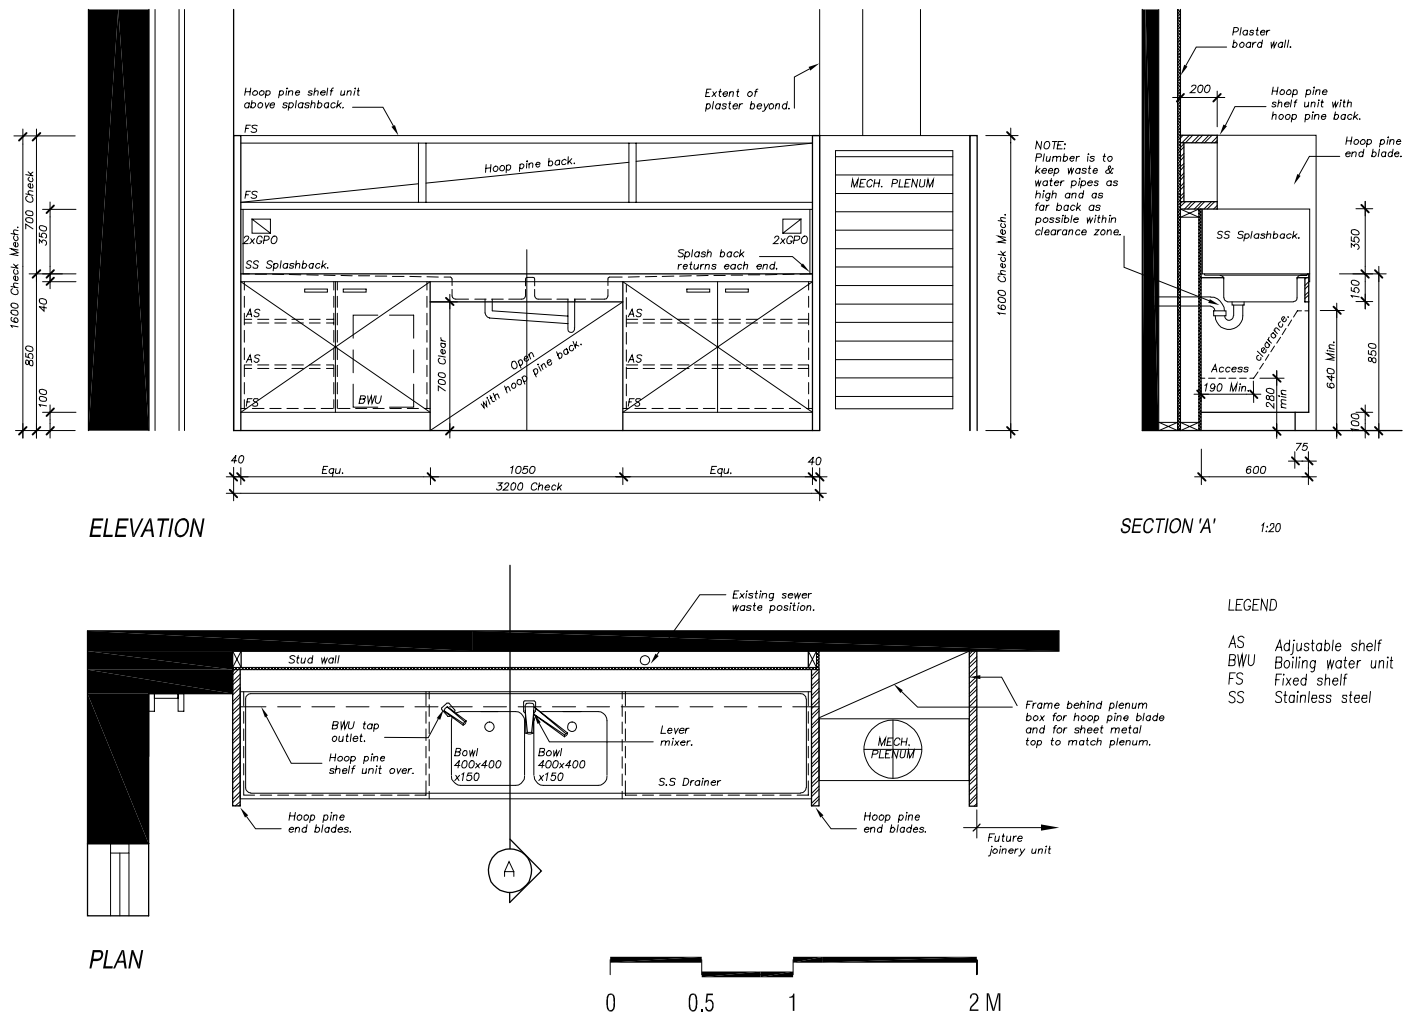 Hoop pine shelf unit
above splashback.
Extent of
plaster beyond.
FS
Hoop pine back.
FS
MECH. PLENUM
2xGPO
2xGPO
SS Splashback.
Splash back
returns each end.
AS
AS
FS
BWU
700 Clear
Open
with hoop pine back.
AS
AS
FS
1600 Check Mech.
700 Check
350
40
850
100
1600 Check Mech.
40
Equ.
1050
Equ.
40
3200 Check
ELEVATION
Plaster
board wall.
200
Hoop pine
shelf unit with
hoop pine back.
Hoop pine
end blade.
NOTE:
Plumber is to
keep waste &
water pipes as
high and as
far back as
possible within
clearance zone.
SS Splashback.
350
150
clearance.
Access
190 Min.
280
min
640 Min.
850
100
75
600
SECTION 'A'
1:20
Existing sewer
waste position.
Stud wall
BWU tap
outlet.
Hoop pine
shelf unit over.
Bowl
400x400
x150
Bowl
400x400
x150
Lever
mixer.
S.S Drainer
MECH.
PLENUM
Frame behind plenum
box for hoop pine blade
and for sheet metal
top to match plenum.
Hoop pine
end blades.
Hoop pine
end blades.
Future
joinery unit
A
LEGEND
AS Adjustable shelf
BWU Boiling water unit
FS Fixed shelf
SS Stainless steel
PLAN
0 0.5 1 2 M